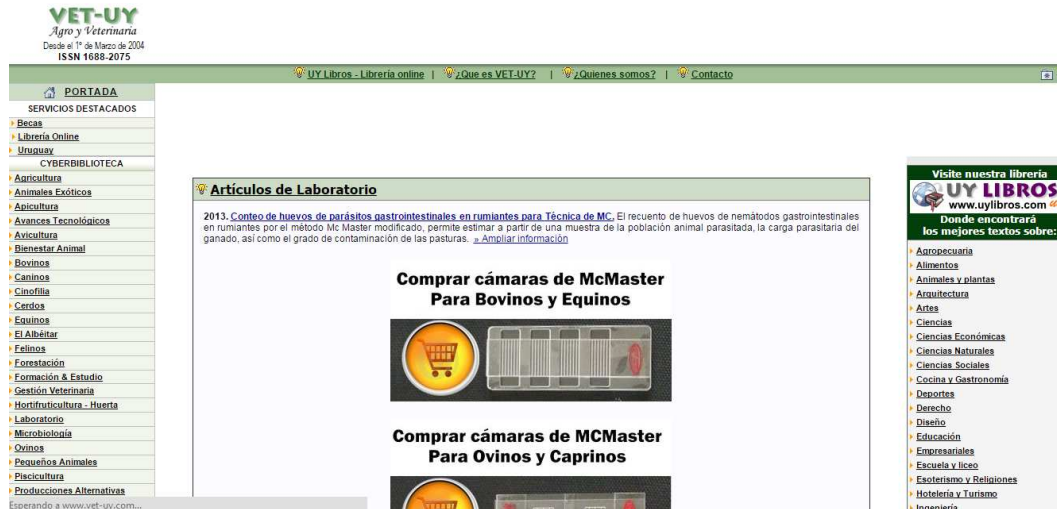 VET-UY
Agro y Veterinaria
Desde el 1º de Marzo de 2004
ISSN 1688-2075
UY Libros - Librería online | ¿Que es VET-UY? | ¿Quienes somos? | Contacto
PORTADA
SERVICIOS DESTACADOS
Becas
Librería Online
Uruguay
CYBERBIBLIOTECA
Agricultura
Animales Exóticos
Apicultura
Avances Tecnológicos
Avicultura
Bienestar Animal
Bovinos
Caninos
Cinofilia
Cerdos
Equinos
El Albéitar
Felinos
Forestación
Formación & Estudio
Gestión Veterinaria
Hortifruticultura - Huerta
Laboratorio
Microbiología
Ovinos
Pequeños Animales
Piscicultura
Producciones Alternativas
Esperando a www.vet-uy.com...
Artículos de Laboratorio
2013. Conteo de huevos de parásitos gastrointestinales en rumiantes para Técnica de MC. El recuento de huevos de nemátodos gastrointestinales
en rumiantes por el método Mc Master modificado, permite estimar a partir de una muestra de la población animal parasitada, la carga parasitaria del
ganado, así como el grado de contaminación de las pasturas. » Ampliar información
Comprar cámaras de McMaster
Para Bovinos y Equinos
Comprar cámaras de MCMaster
Para Ovinos y Caprinos
Visite nuestra librería
UY LIBROS
www.uylibros.com
Donde encontrará
los mejores textos sobre:
Agropecuaria
Alimentos
Animales y plantas
Arquitectura
Artes
Ciencias
Ciencias Económicas
Ciencias Naturales
Ciencias Sociales
Cocina y Gastronomía
Deportes
Derecho
Diseño
Educación
Empresariales
Escuela y liceo
Esoterismo y Religiones
Hotelería y Turismo
Ingeniería